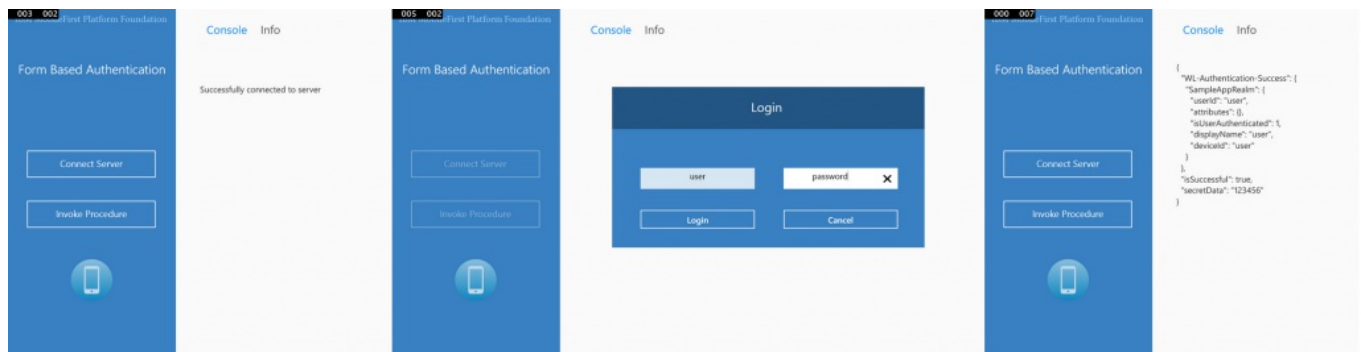 003 002
First Platform Foundation
Console Info
Form Based Authentication
Successfully connected to server
Connect Server
Invoke Procedure
005 002
First Platform Foundation
Console Info
Form Based Authentication
Login
Connect Server
user password
Invoke Procedure
Login Cancel
000 007
First Platform Foundation
Console Info
Form Based Authentication
{
"WL-Authentication-Success": {
"SampleAppRealm": {
"userId": "user",
"attributes": {},
"isUserAuthenticated": 1,
"displayName": "user",
"deviceId": "user"
}
},
"isSuccessful": true,
"secretData": "123456"
}
Connect Server
Invoke Procedure